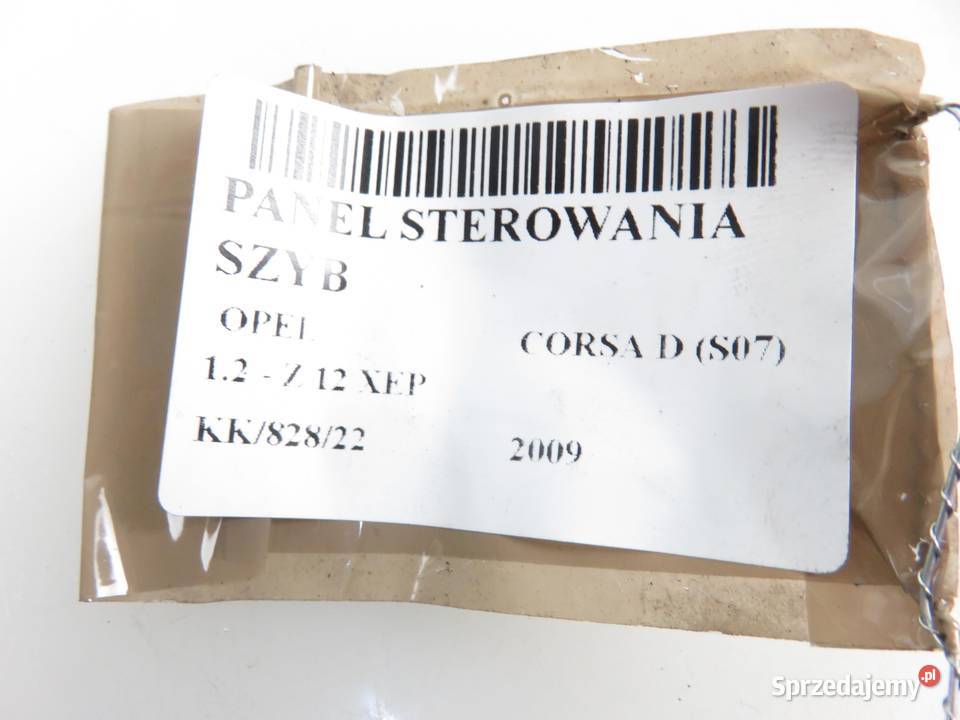 PANEL STEROWANIA
SZYB
OPEL
CORSA D (S07)
1.2 - Z 12 XEP
KK/828/22
2009
Sprzedajemy.pl